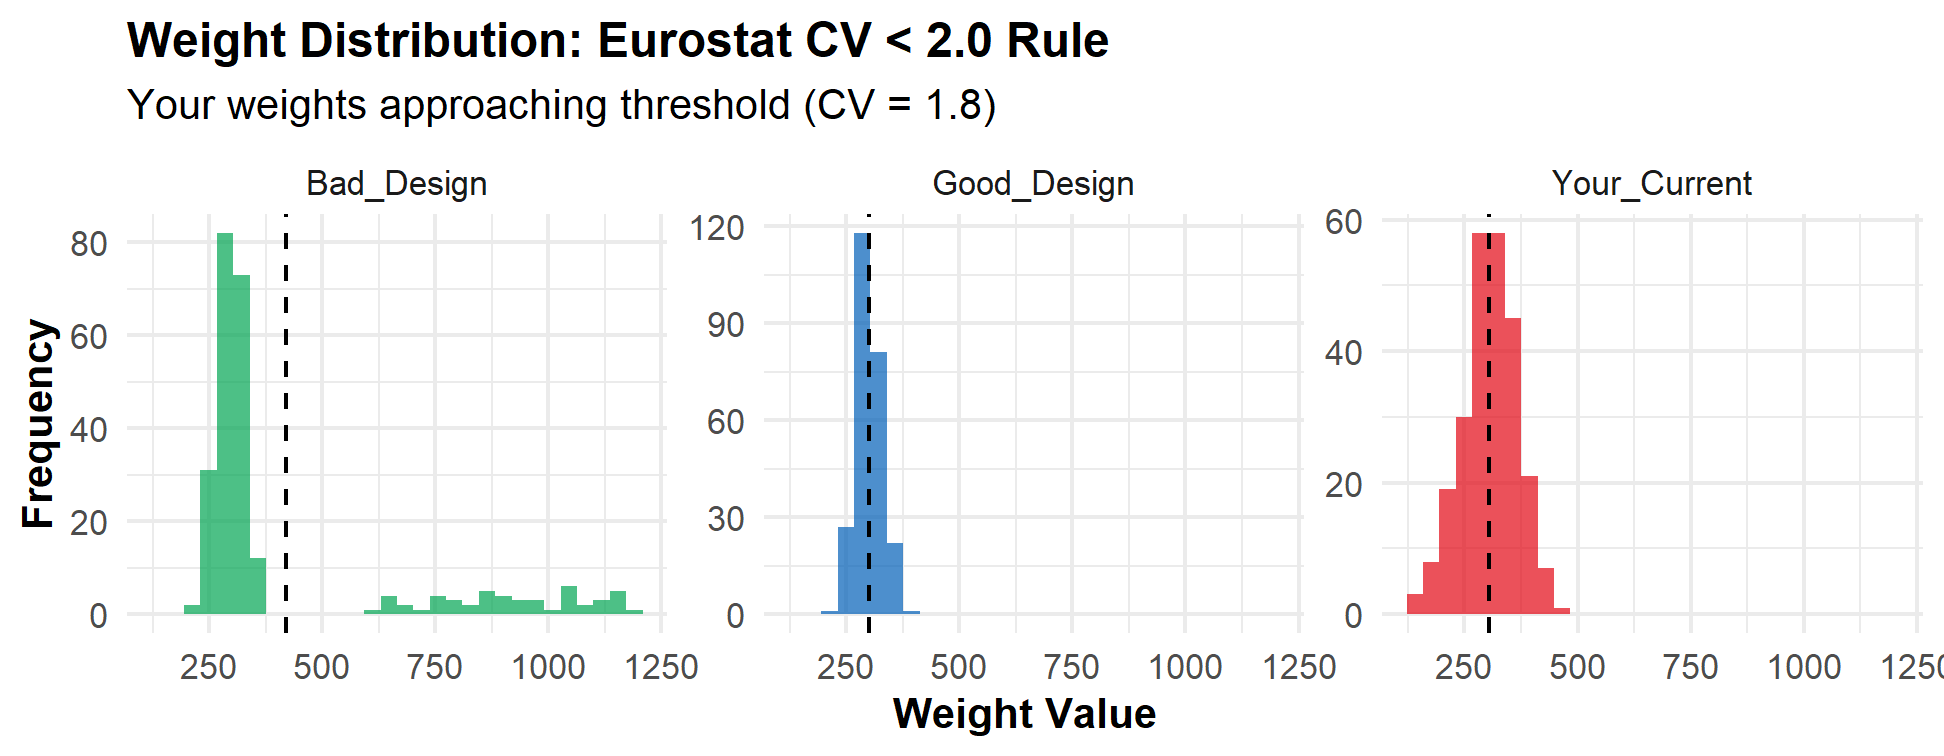 Weight Distribution: Eurostat CV < 2.0 Rule
Your weights approaching threshold (CV = 1.8)
Bad_Design
Good_Design
Your_Current
Frequency
80
60
40
20
0
250 500 750 1000 1250
120
90
60
30
0
250 500 750 1000 1250
60
40
20
0
250 500 750 1000 125
Weight Value